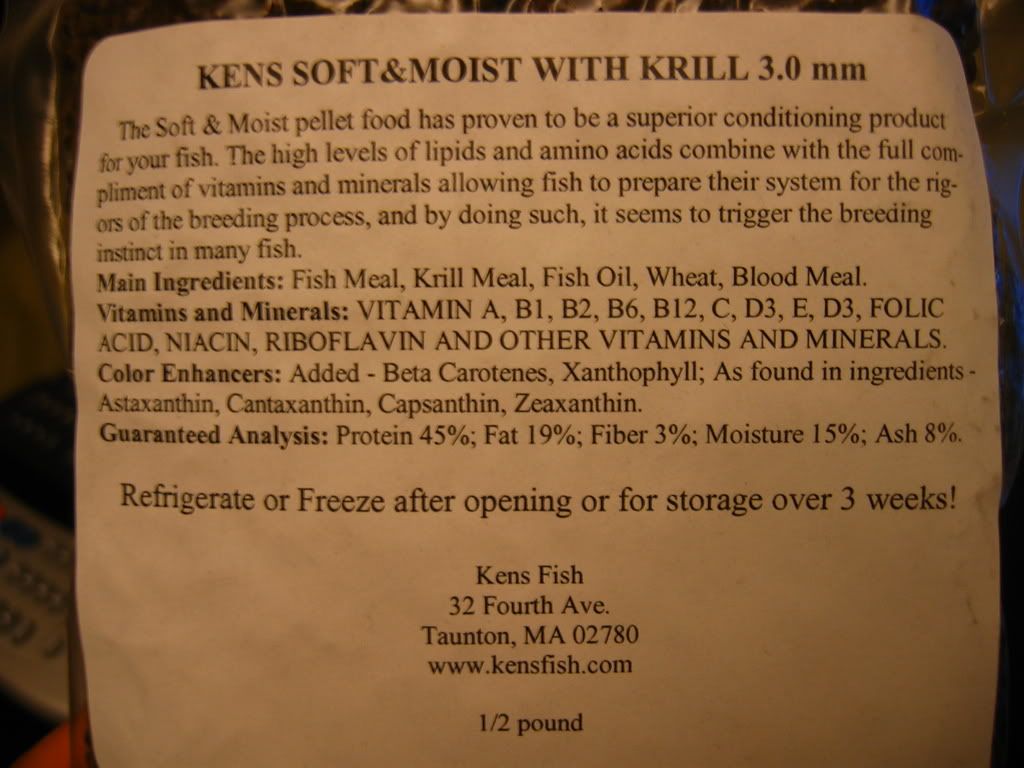 KENS SOFT&MOIST WITH KRILL 3.0 mm
The Soft & Moist pellet food has proven to be a superior conditioning product
for your fish. The high levels of lipids and amino acids combine with the full com-
pliment of vitamins and minerals allowing fish to prepare their system for the rig-
ors of the breeding process, and by doing such, it seems to trigger the breeding
instinct in many fish.
Main Ingredients: Fish Meal, Krill Meal, Fish Oil, Wheat, Blood Meal.
Vitamins and Minerals: VITAMIN A, B1, B2, B6, B12, C, D3, E, D3, FOLIC
ACID, NIACIN, RIBOFLAVIN AND OTHER VITAMINS AND MINERALS.
Color Enhancers: Added - Beta Carotenes, Xanthophyll; As found in ingredients -
Astaxanthin, Cantaxanthin, Capsanthin, Zeaxanthin.
Guaranteed Analysis: Protein 45%; Fat 19%; Fiber 3%; Moisture 15%; Ash 8%.
Refrigerate or Freeze after opening or for storage over 3 weeks!
Kens Fish
32 Fourth Ave.
Taunton, MA 02780
www.kensfish.com
1/2 pound